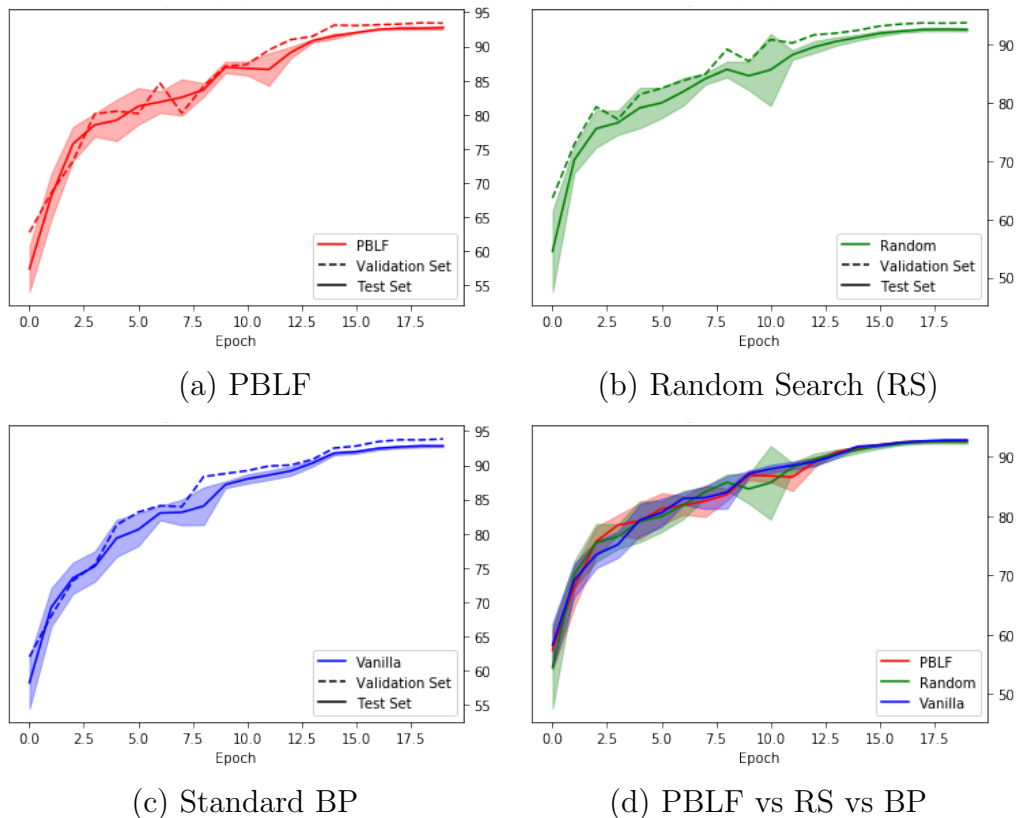 95
90
85
80
75
70
65
60
55
PBLF
Validation Set
Test Set
0.0 2.5 5.0 7.5 10.0 12.5 15.0 17.5
Epoch
(a) PBLF
90
80
70
60
50
Random
Validation Set
Test Set
0.0 2.5 5.0 7.5 10.0 12.5 15.0 17.5
Epoch
(b) Random Search (RS)
95
90
85
80
75
70
65
60
55
Vanilla
Validation Set
Test Set
0.0 2.5 5.0 7.5 10.0 12.5 15.0 17.5
Epoch
(c) Standard BP
90
80
70
60
50
PBLF
Random
Vanilla
0.0 2.5 5.0 7.5 10.0 12.5 15.0 17.5
Epoch
(d) PBLF vs RS vs BP